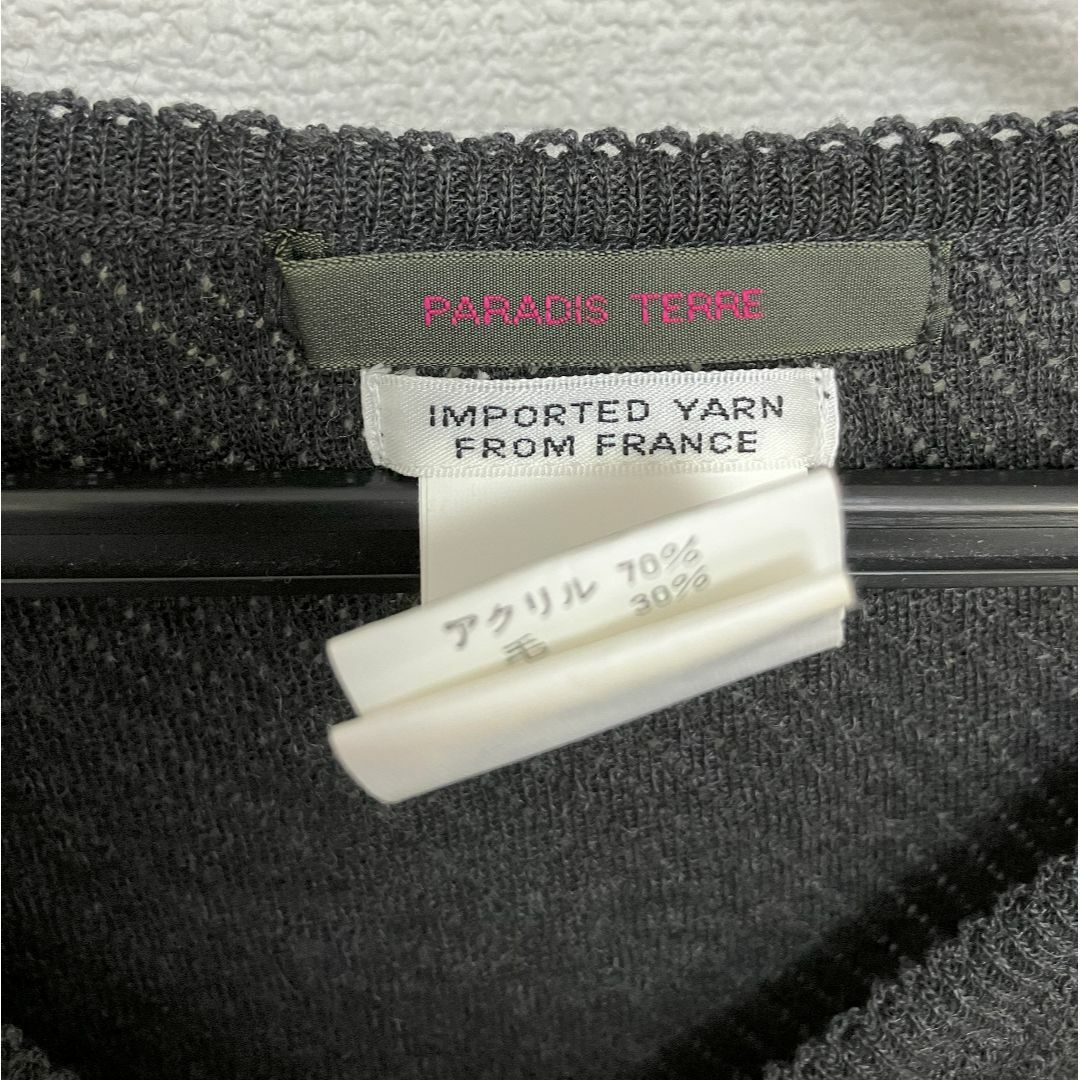 PARADIS TERRE
IMPORTED YARN
FROM FRANCE
アクリル 70%
毛 30%